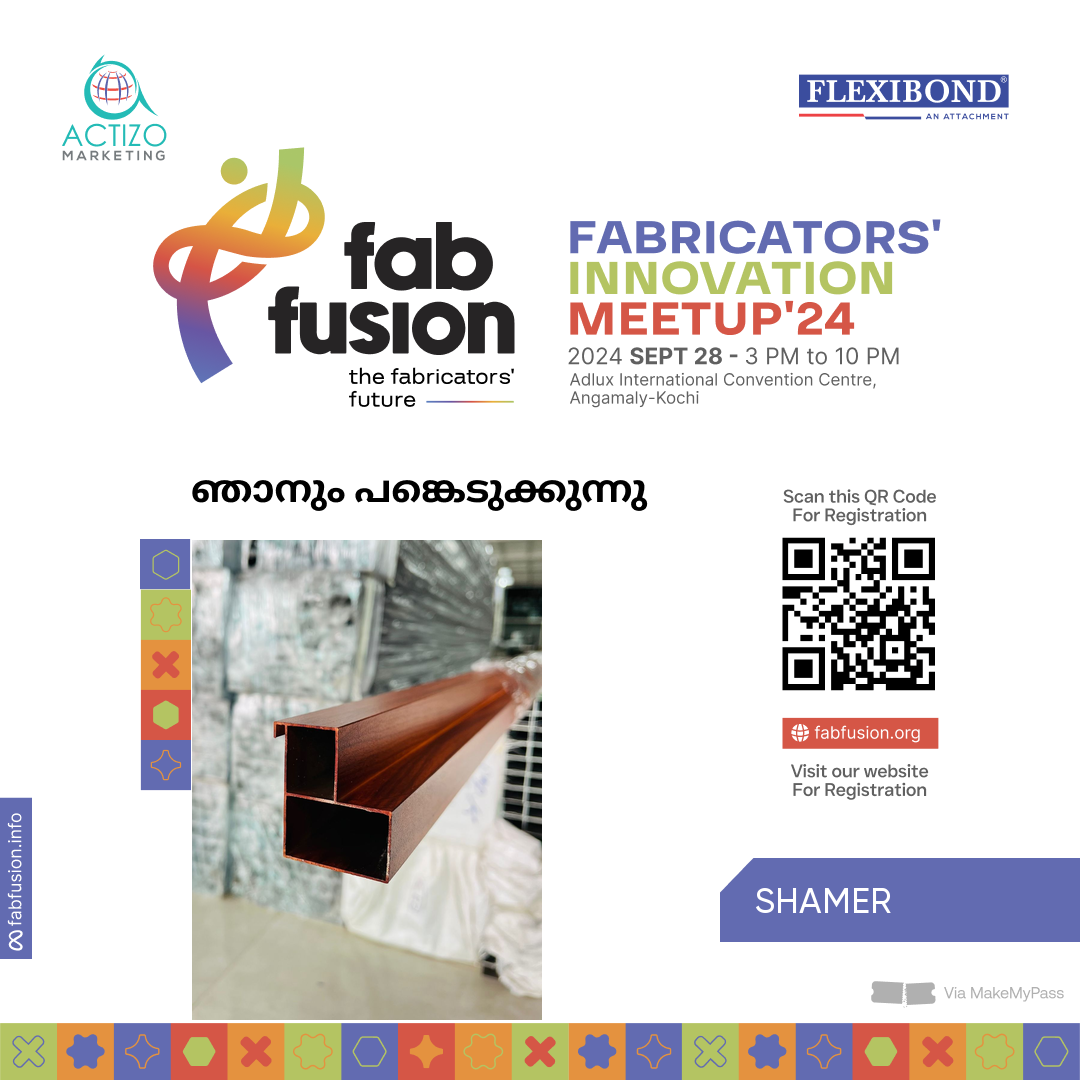 ACTIZO
MARKETING
FLEXIBOND®
AN ATTACHMENT
fab
fusion
the fabricators'
future
FABRICATORS'
INNOVATION
MEETUP'24
2024 SEPT 28 - 3 PM to 10 PM
Adlux International Convention Centre,
Angamaly-Kochi
ഞാനും പങ്കെടുക്കുന്നു
Scan this QR Code
For Registration
fabfusion.org
Visit our website
For Registration
fabfusion.info
SHAMER
Via MakeMyPass